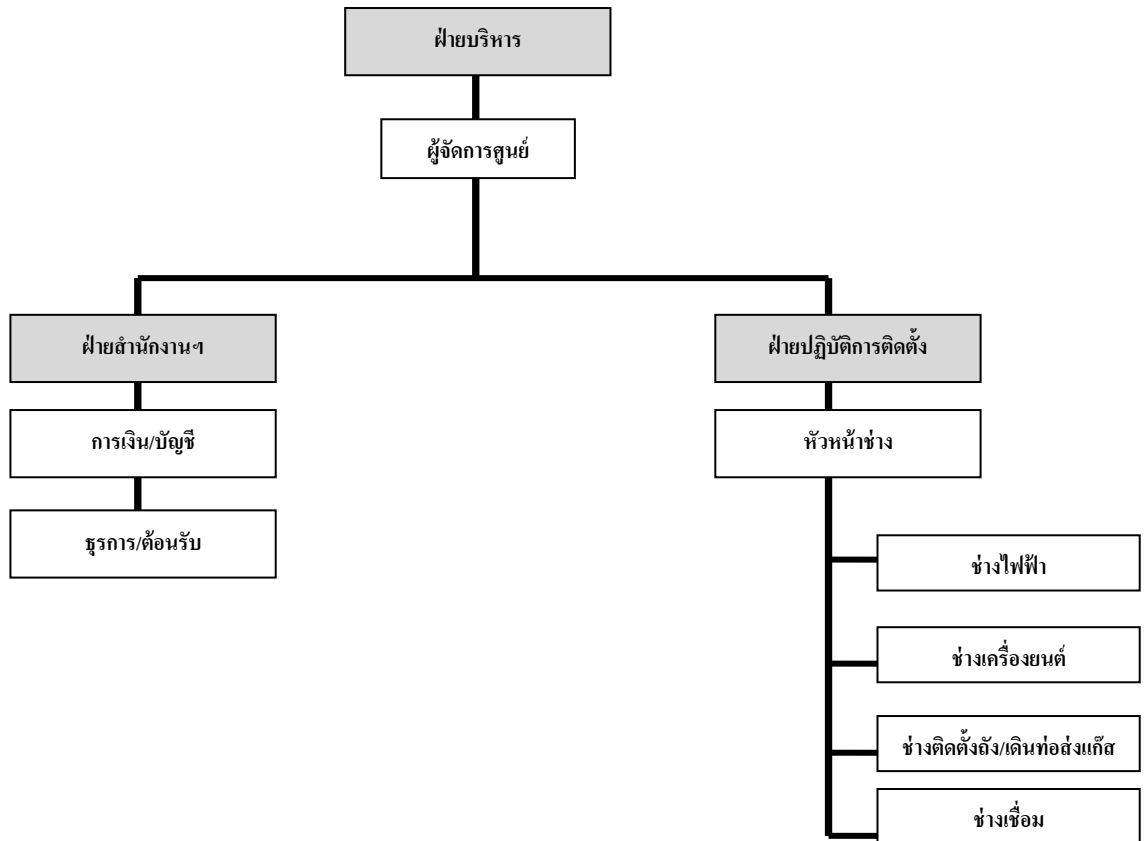 ฝ่ายบริหาร
ผู้จัดการศูนย์
ฝ่ายสำนักงานฯ
ฝ่ายปฏิบัติการติดตั้ง
การเงิน/บัญชี
หัวหน้าช่าง
ธุรการ/ต้อนรับ
ช่างไฟฟ้า
ช่างเครื่องยนต์
ช่างติดตั้งถัง/เดินท่อส่งแก๊ส
ช่างเชื่อม